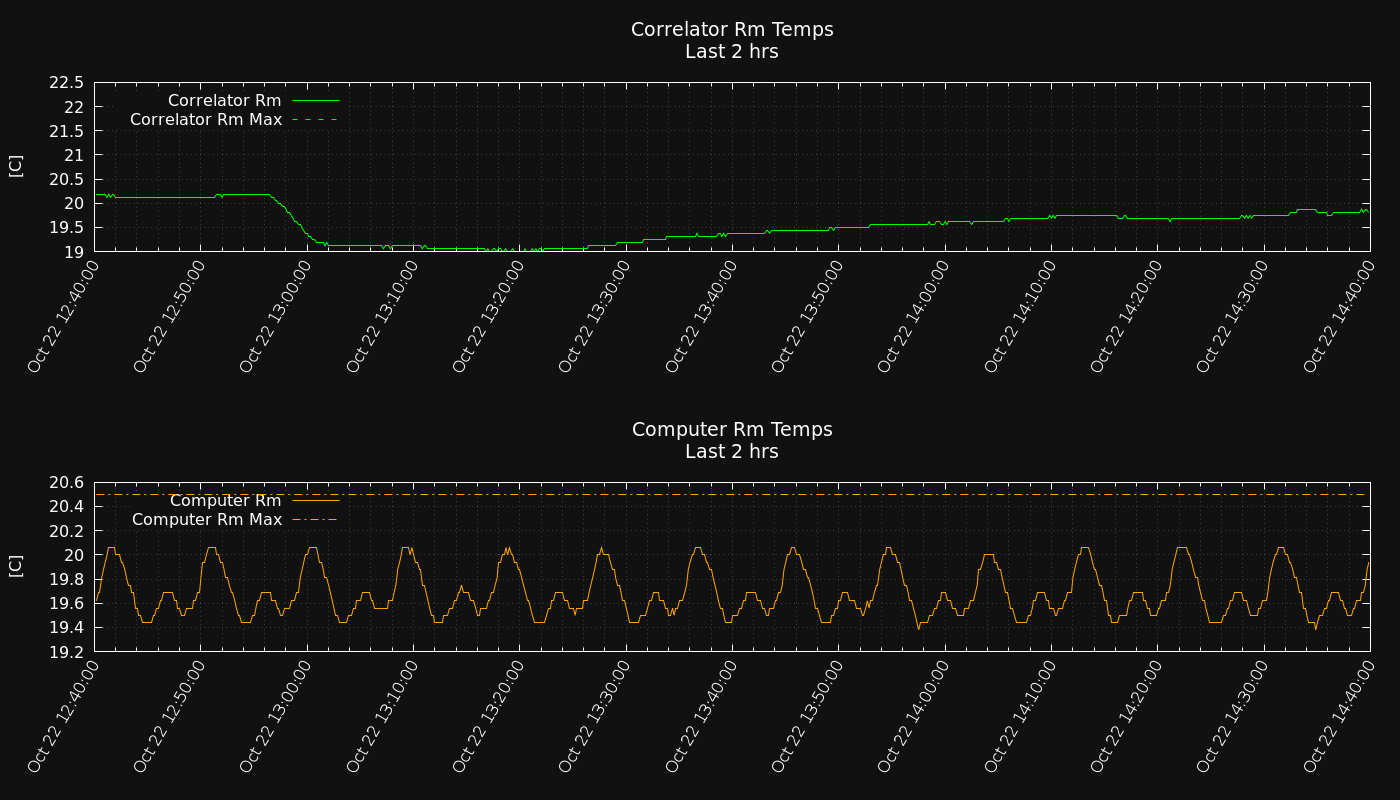 Correlator Rm Temps
Last 2 hrs
22.5
22
21.5
21
20.5
20
19.5
19
[C]
Correlator Rm
Correlator Rm Max
Oct 22 12:40:00
Oct 22 12:50:00
Oct 22 13:00:00
Oct 22 13:10:00
Oct 22 13:20:00
Oct 22 13:30:00
Oct 22 13:40:00
Oct 22 13:50:00
Oct 22 14:00:00
Oct 22 14:10:00
Oct 22 14:20:00
Oct 22 14:30:00
Oct 22 14:40:00
Computer Rm Temps
Last 2 hrs
20.6
20.4
20.2
20
19.8
19.6
19.4
19.2
[C]
Computer Rm
Computer Rm Max
Oct 22 12:40:00
Oct 22 12:50:00
Oct 22 13:00:00
Oct 22 13:10:00
Oct 22 13:20:00
Oct 22 13:30:00
Oct 22 13:40:00
Oct 22 13:50:00
Oct 22 14:00:00
Oct 22 14:10:00
Oct 22 14:20:00
Oct 22 14:30:00
Oct 22 14:40:00